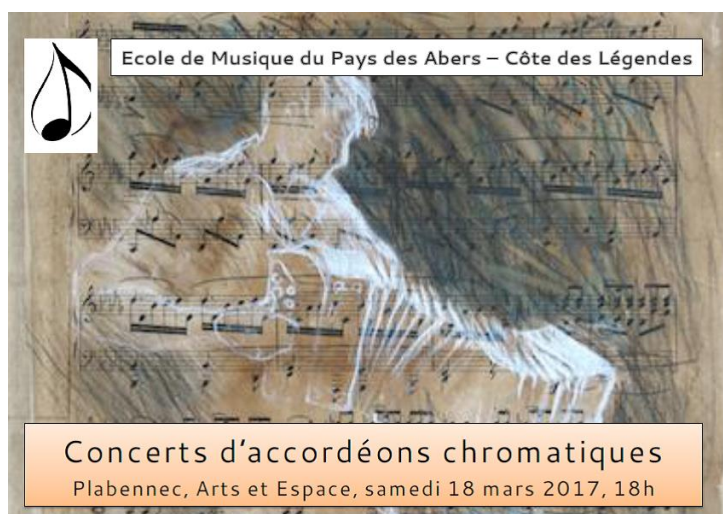 Ecole de Musique du Pays des Abers – Côte des Légendes
Concerts d'accordéons chromatiques
Plabennec, Arts et Espace, samedi 18 mars 2017, 18h